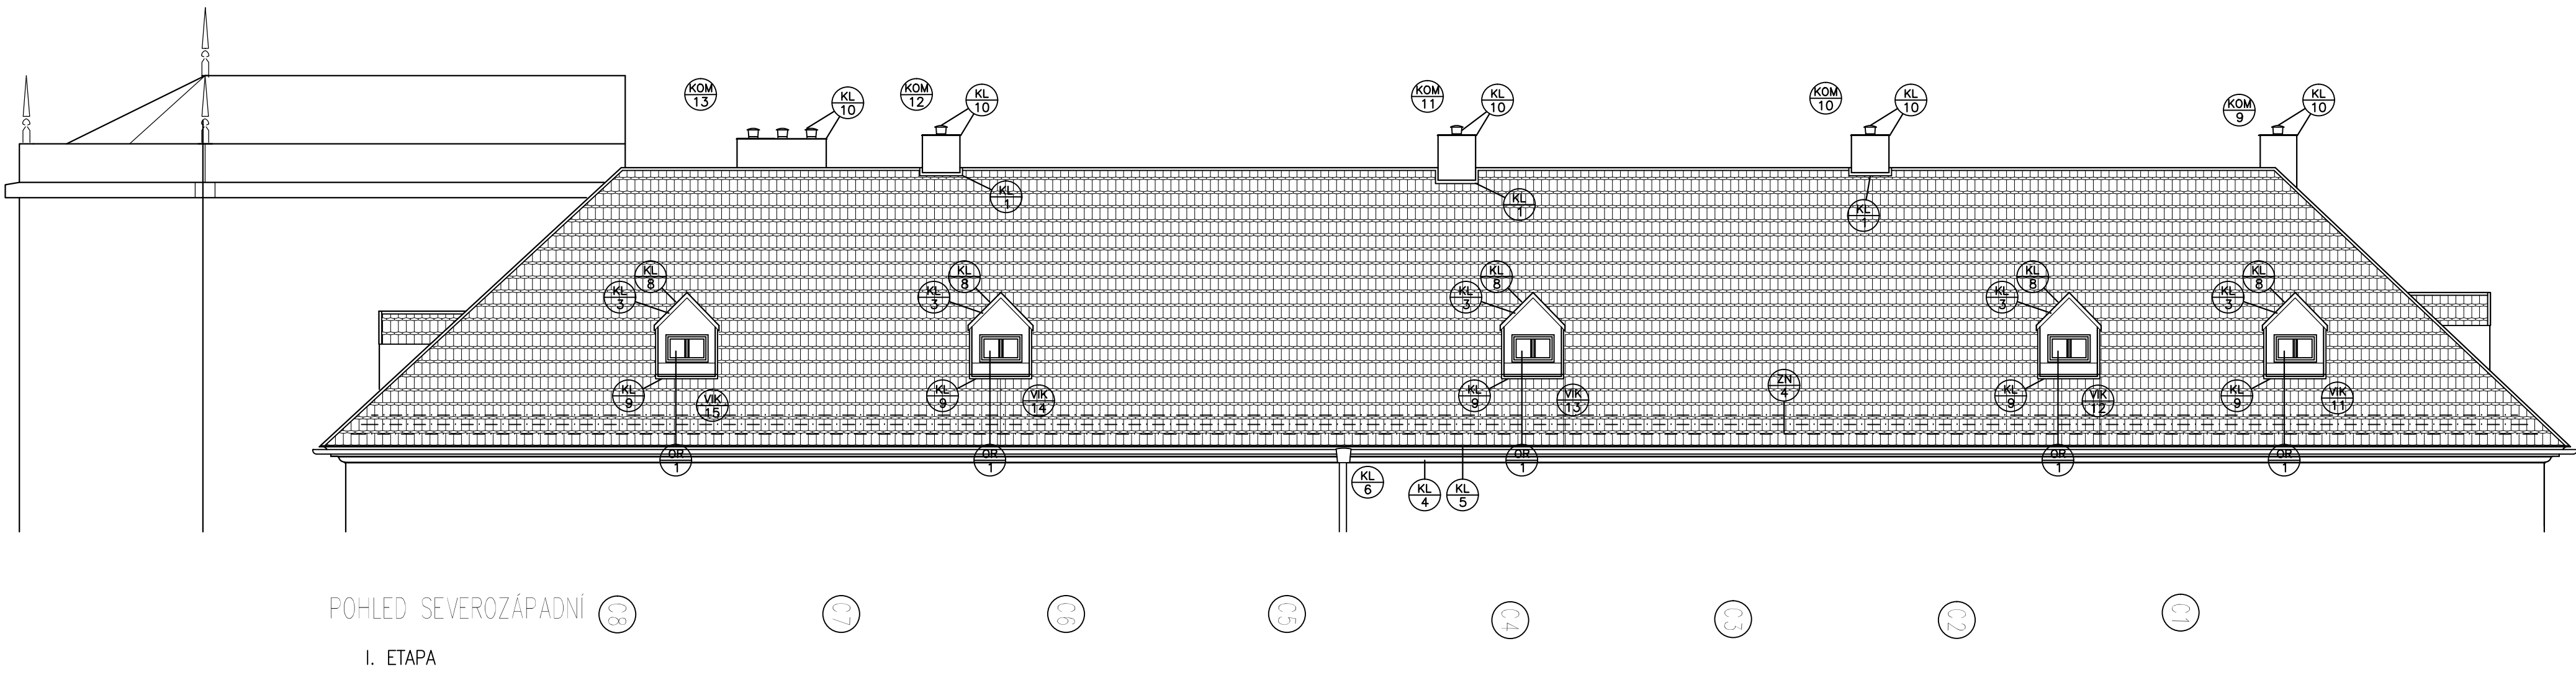 KOM
13
KL
10
KOM
12
KL
10
KOM
11
KL
10
KOM
10
KL
10
KOM
9
KL
10
KL
1
KL
1
KL
1
KL
8
KL
3
KL
8
KL
3
KL
8
KL
3
KL
8
KL
3
KL
8
KL
3
KL
9
VIK
15
KL
9
VIK
14
KL
9
VIK
13
ZN
4
KL
9
VIK
12
KL
9
VIK
11
OR
1
OR
1
OR
1
OR
1
OR
1
KL
6
KL
4
KL
5
POHLED SEVEROZÁPADNÍ
C8
C7
C6
C5
C4
C3
C2
C1
I. ETAPA